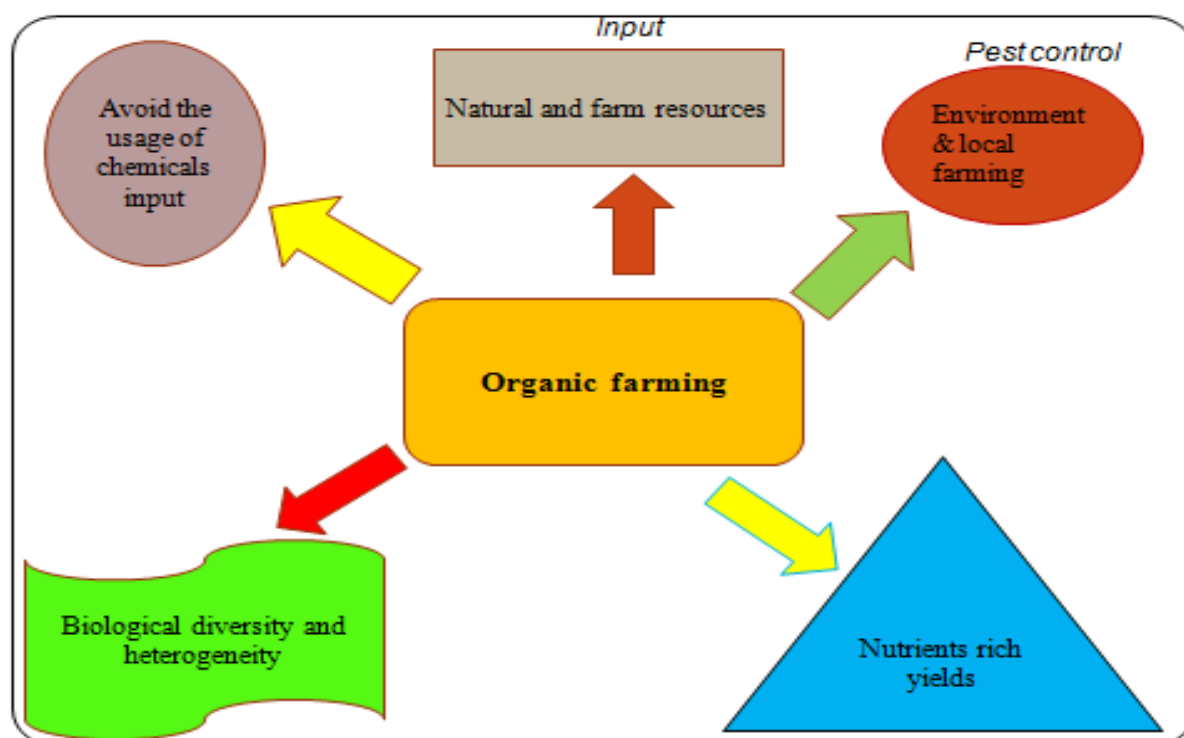 Input
Pest control
Avoid the
usage of
chemicals
input
Natural and farm resources
Environment
& local
farming
Organic farming
Biological diversity and
heterogeneity
Nutrients rich
yields